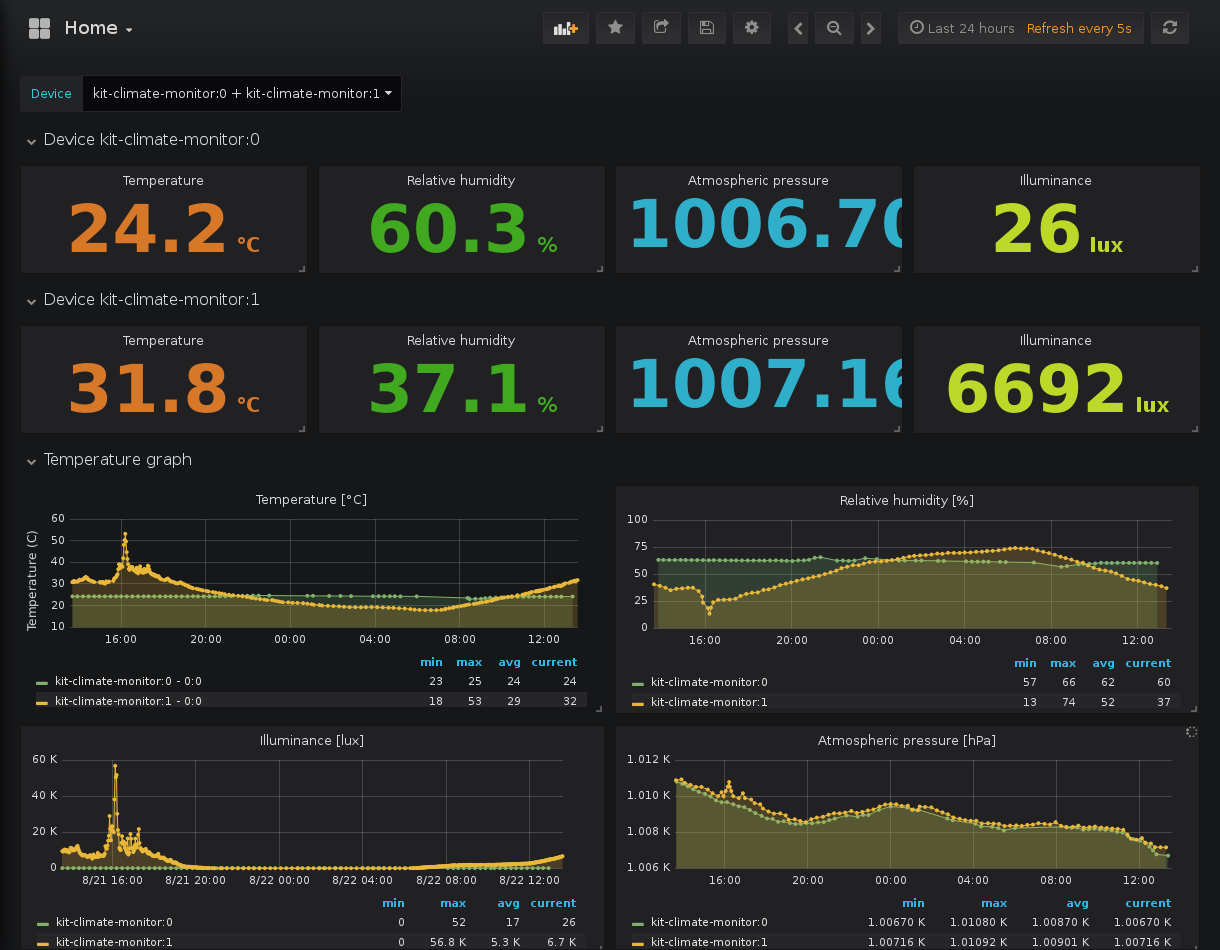 Home
Last 24 hours Refresh every 5s
Device kit-climate-monitor:0 + kit-climate-monitor:1
Device kit-climate-monitor:0
Temperature Relative humidity Atmospheric pressure Illuminance
24.2 °C 60.3 % 1006.70 26 lux
Device kit-climate-monitor:1
Temperature Relative humidity Atmospheric pressure Illuminance
31.8 °C 37.1 % 1007.16 6692 lux
Temperature graph
Temperature [°C]
Temperature (C)
60
50
40
30
20
10
16:00 20:00 00:00 04:00 08:00 12:00
min max avg current
kit-climate-monitor:0 - 0:0 23 25 24 24
kit-climate-monitor:1 - 0:0 18 53 29 32
Relative humidity [%]
100
75
50
25
0
16:00 20:00 00:00 04:00 08:00 12:00
min max avg current
kit-climate-monitor:0 57 66 62 60
kit-climate-monitor:1 13 74 52 37
Illuminance [lux]
60 K
40 K
20 K
0
8/21 16:00 8/21 20:00 8/22 00:00 8/22 04:00 8/22 08:00 8/22 12:00
min max avg current
kit-climate-monitor:0 0 52 17 26
kit-climate-monitor:1 0 56.8 K 5.3 K 6.7 K
Atmospheric pressure [hPa]
1.012 K
1.010 K
1.008 K
1.006 K
16:00 20:00 00:00 04:00 08:00 12:00
min max avg current
kit-climate-monitor:0 1.00670 K 1.01080 K 1.00870 K 1.00670 K
kit-climate-monitor:1 1.00716 K 1.01092 K 1.00901 K 1.00716 K